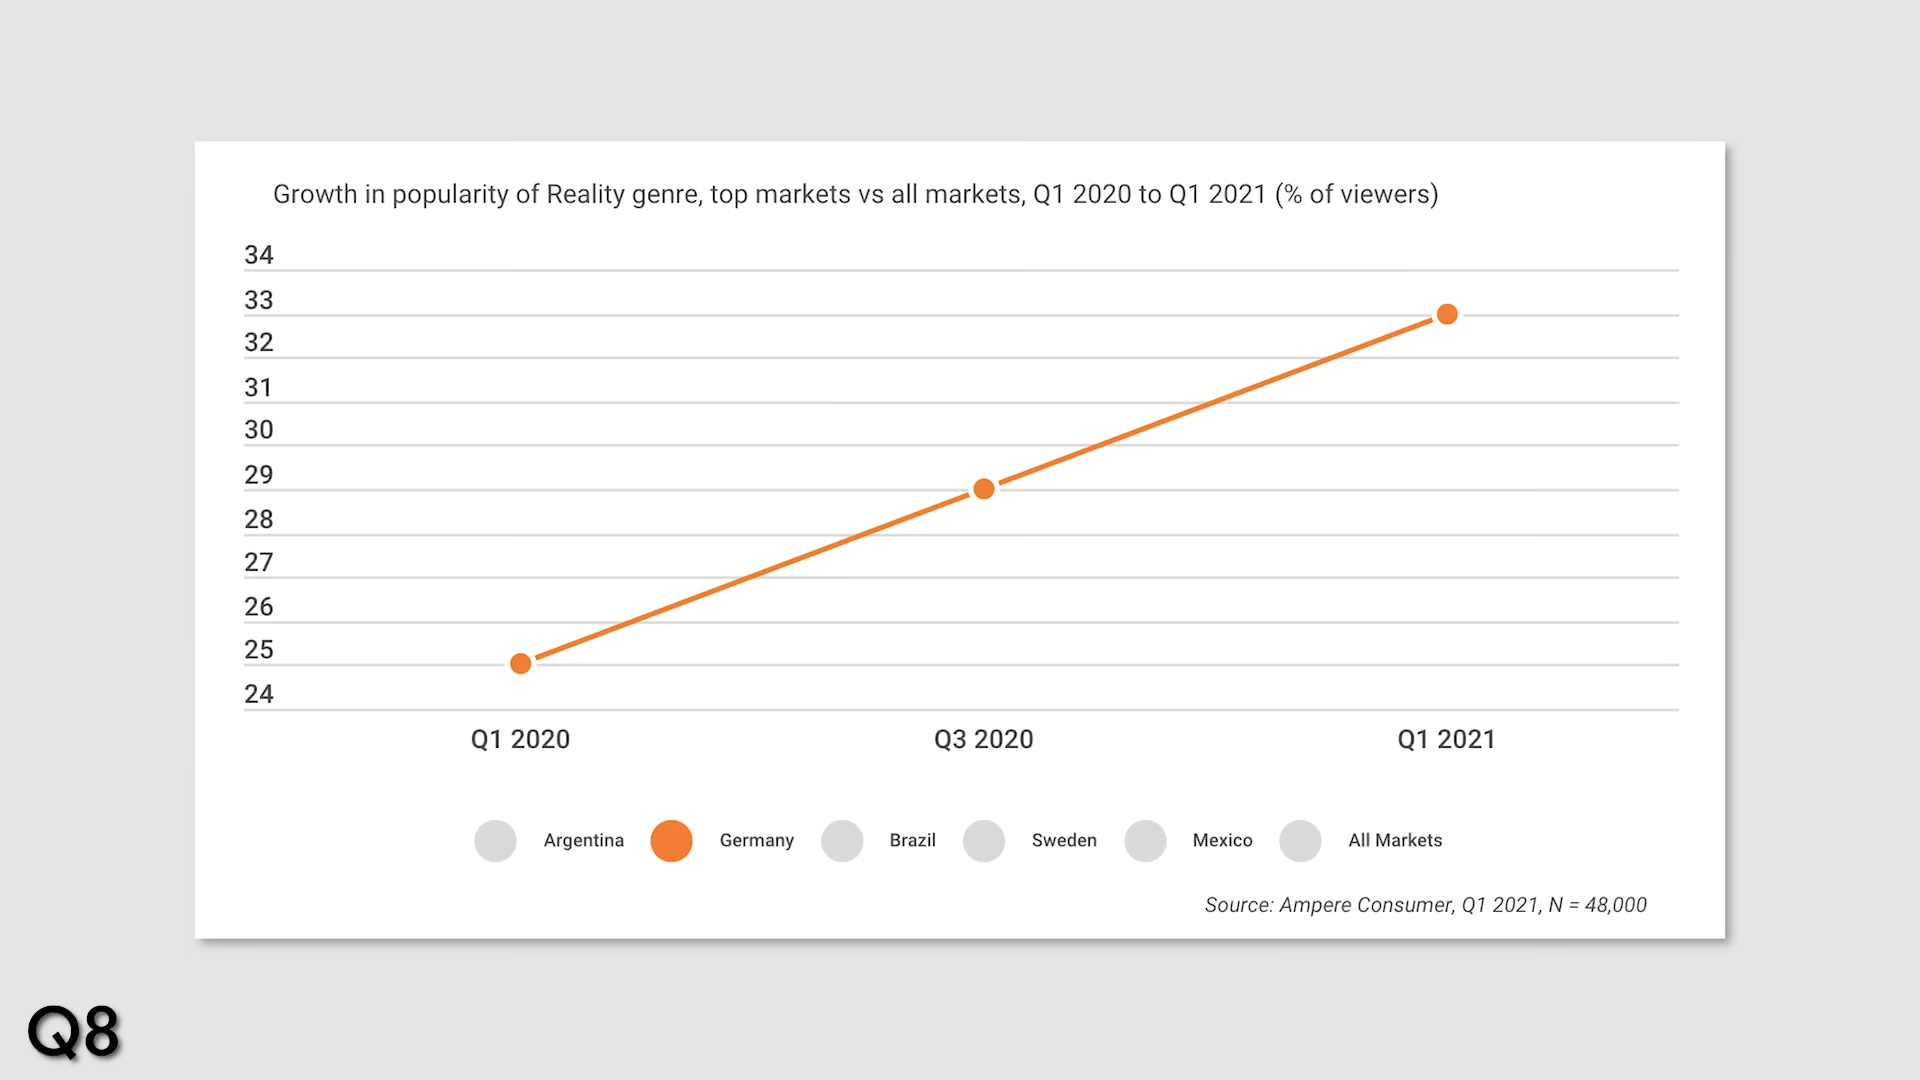 Growth in popularity of Reality genre, top markets vs all markets, Q1 2020 to Q1 2021 (% of viewers)
34
33
32
31
30
29
28
27
26
25
24
Q1 2020 Q3 2020 Q1 2021
Argentina Germany Brazil Sweden Mexico All Markets
Source: Ampere Consumer, Q1 2021, N = 48,000
Q8